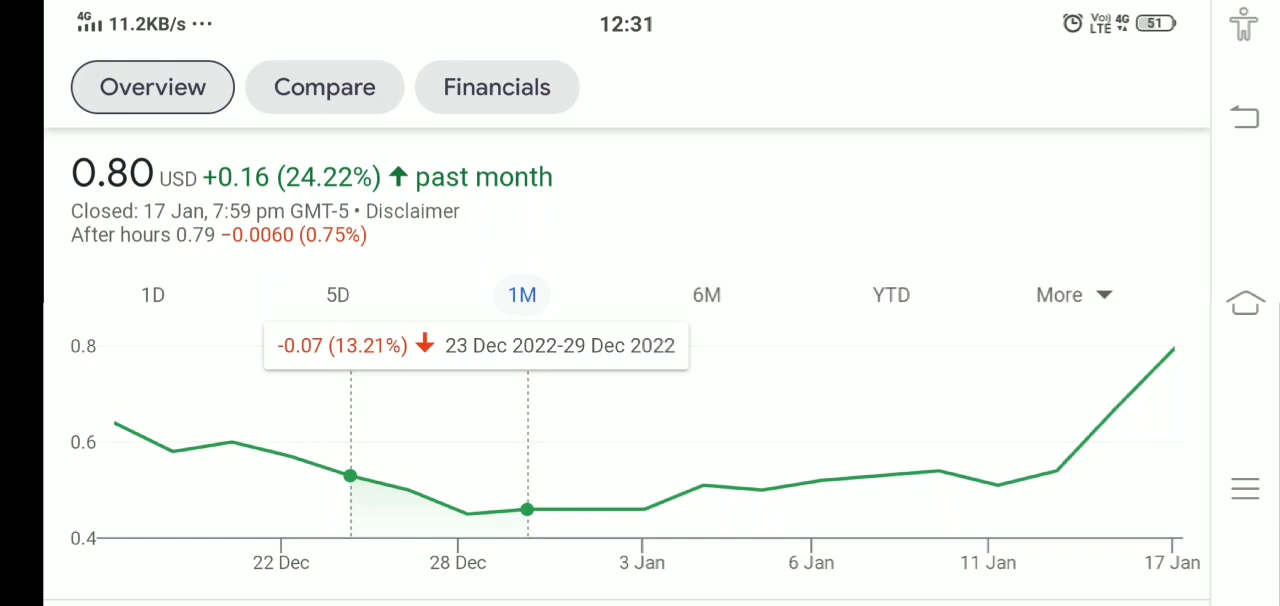 4G 11.2KB/s ··· 12:31 Vo)) LTE 4G 51
Overview Compare Financials
0.80 USD +0.16 (24.22%) ↑ past month
Closed: 17 Jan, 7:59 pm GMT-5 • Disclaimer
After hours 0.79 −0.0060 (0.75%)
1D 5D 1M 6M YTD More
-0.07 (13.21%) ↓ 23 Dec 2022-29 Dec 2022
0.8
0.6
0.4
22 Dec 28 Dec 3 Jan 6 Jan 11 Jan 17 Jan